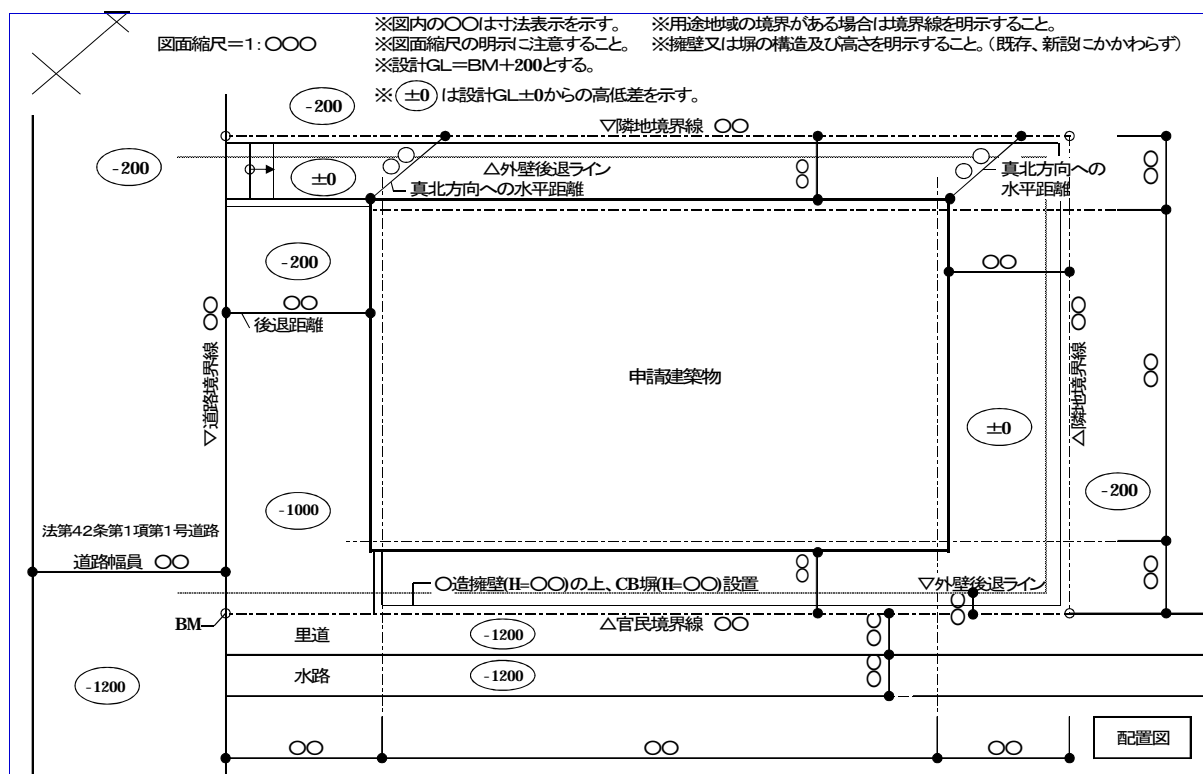 図面縮尺=1:○○○
※図内の○○は寸法表示を示す。 ※用途地域の境界がある場合は境界線を明示すること。
※図面縮尺の明示に注意すること。 ※擁壁又は塀の構造及び高さを明示すること。(既存、新設にかかわらず)
※設計GL=BM+200とする。
※ ±0 は設計GL±0からの高低差を示す。
-200
▽隣地境界線 ○○
-200
±0
○○
△外壁後退ライン
真北方向への水平距離
○○
○○
真北方向への
水平距離
○○
-200
○○
○○
後退距離
▽道路境界線 ○○
申請建築物
△隣地境界線 ○○
○○
±0
-200
-1000
法第42条第1項第1号道路
道路幅員 ○○
○○
○○
○造擁壁(H=○○)の上、CB塀(H=○○)設置
▽外壁後退ライン
○○
BM
△官民境界線 ○○
里道
-1200
○○
水路
-1200
○○
-1200
○○
○○
○○
配置図